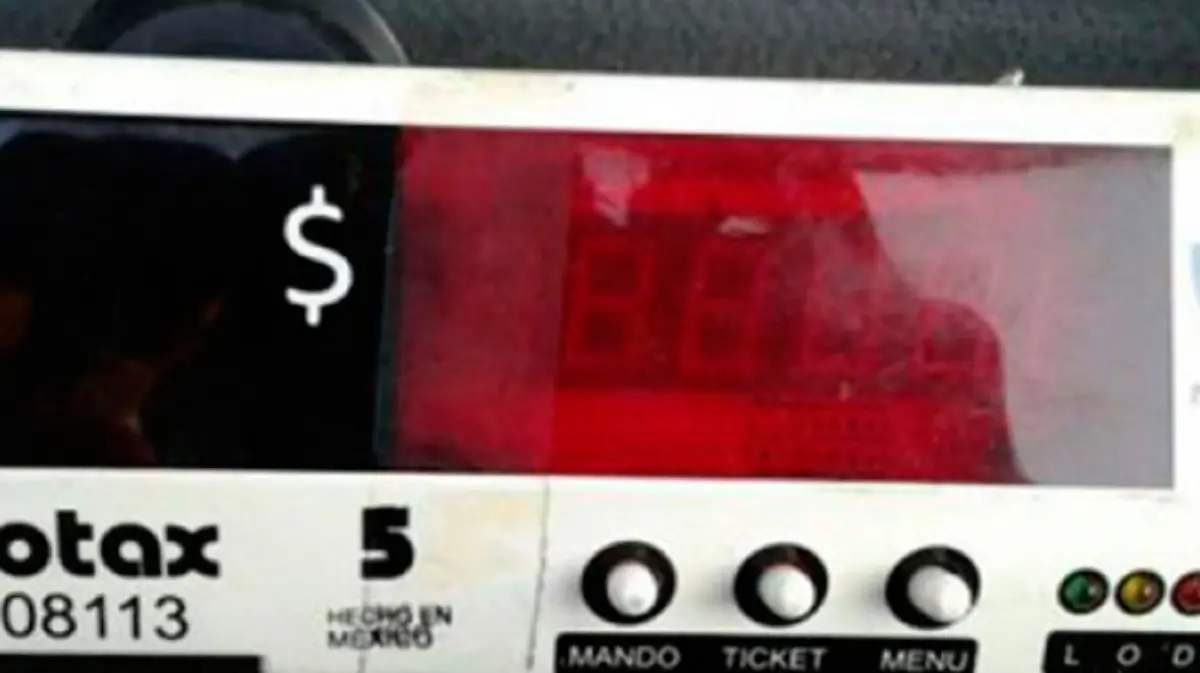 $
otax 5
08113
HECHO EN
MEXICO
MANDO TICKET MENU
L O D